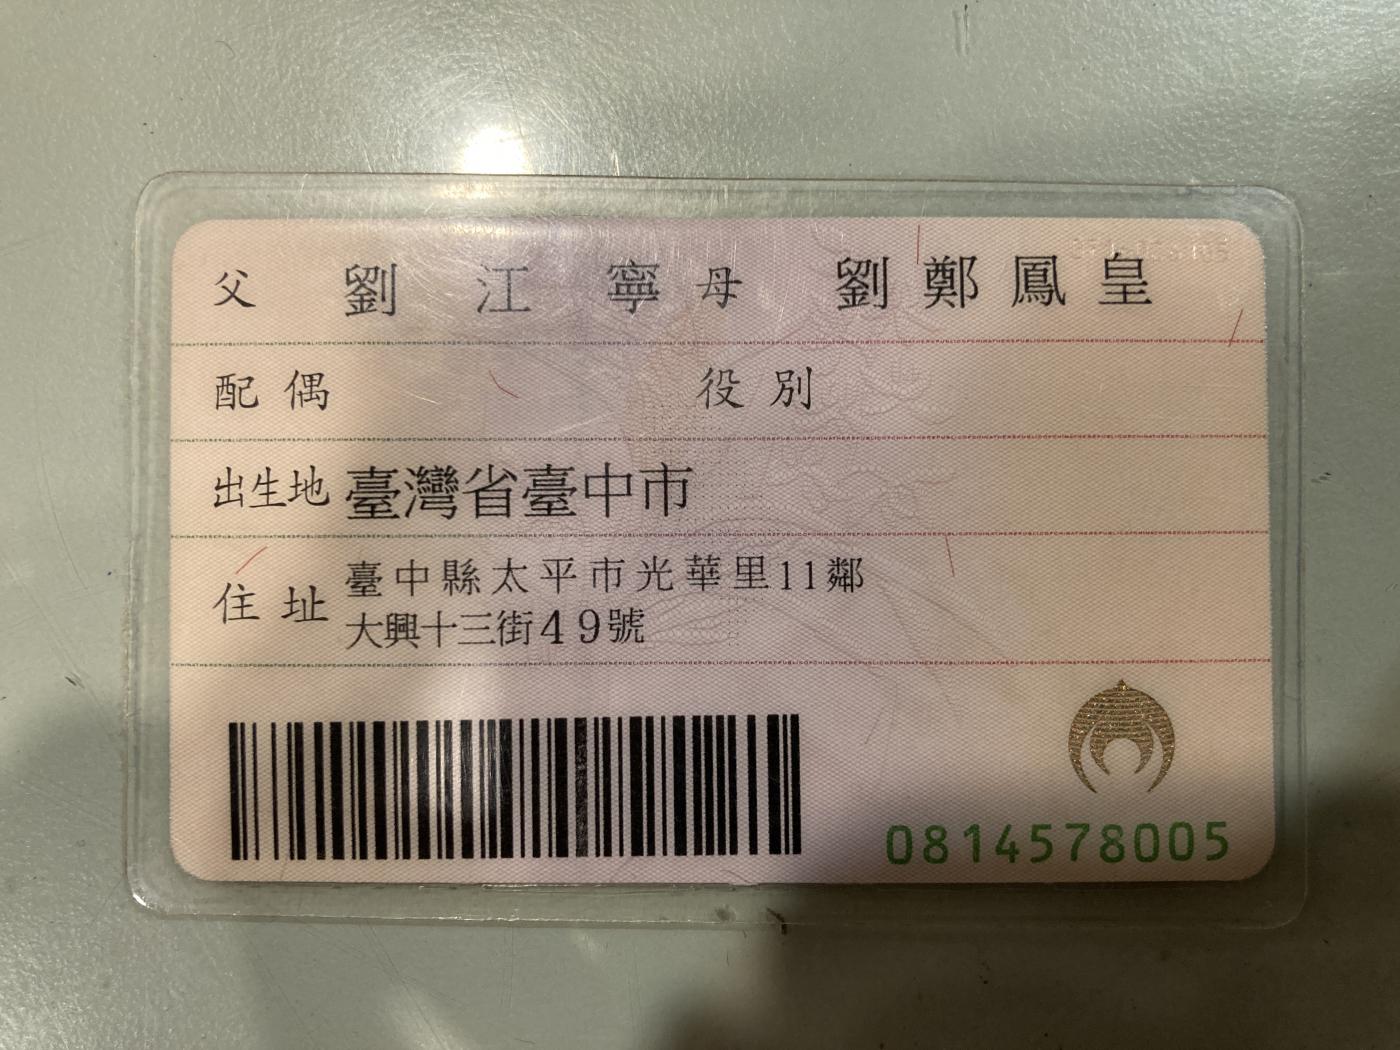 父 劉江寧 母 劉鄭鳳皇
配偶 役別
出生地 臺灣省臺中市
住址 臺中縣太平市光華里11鄰
大興十三街49號
0814578005